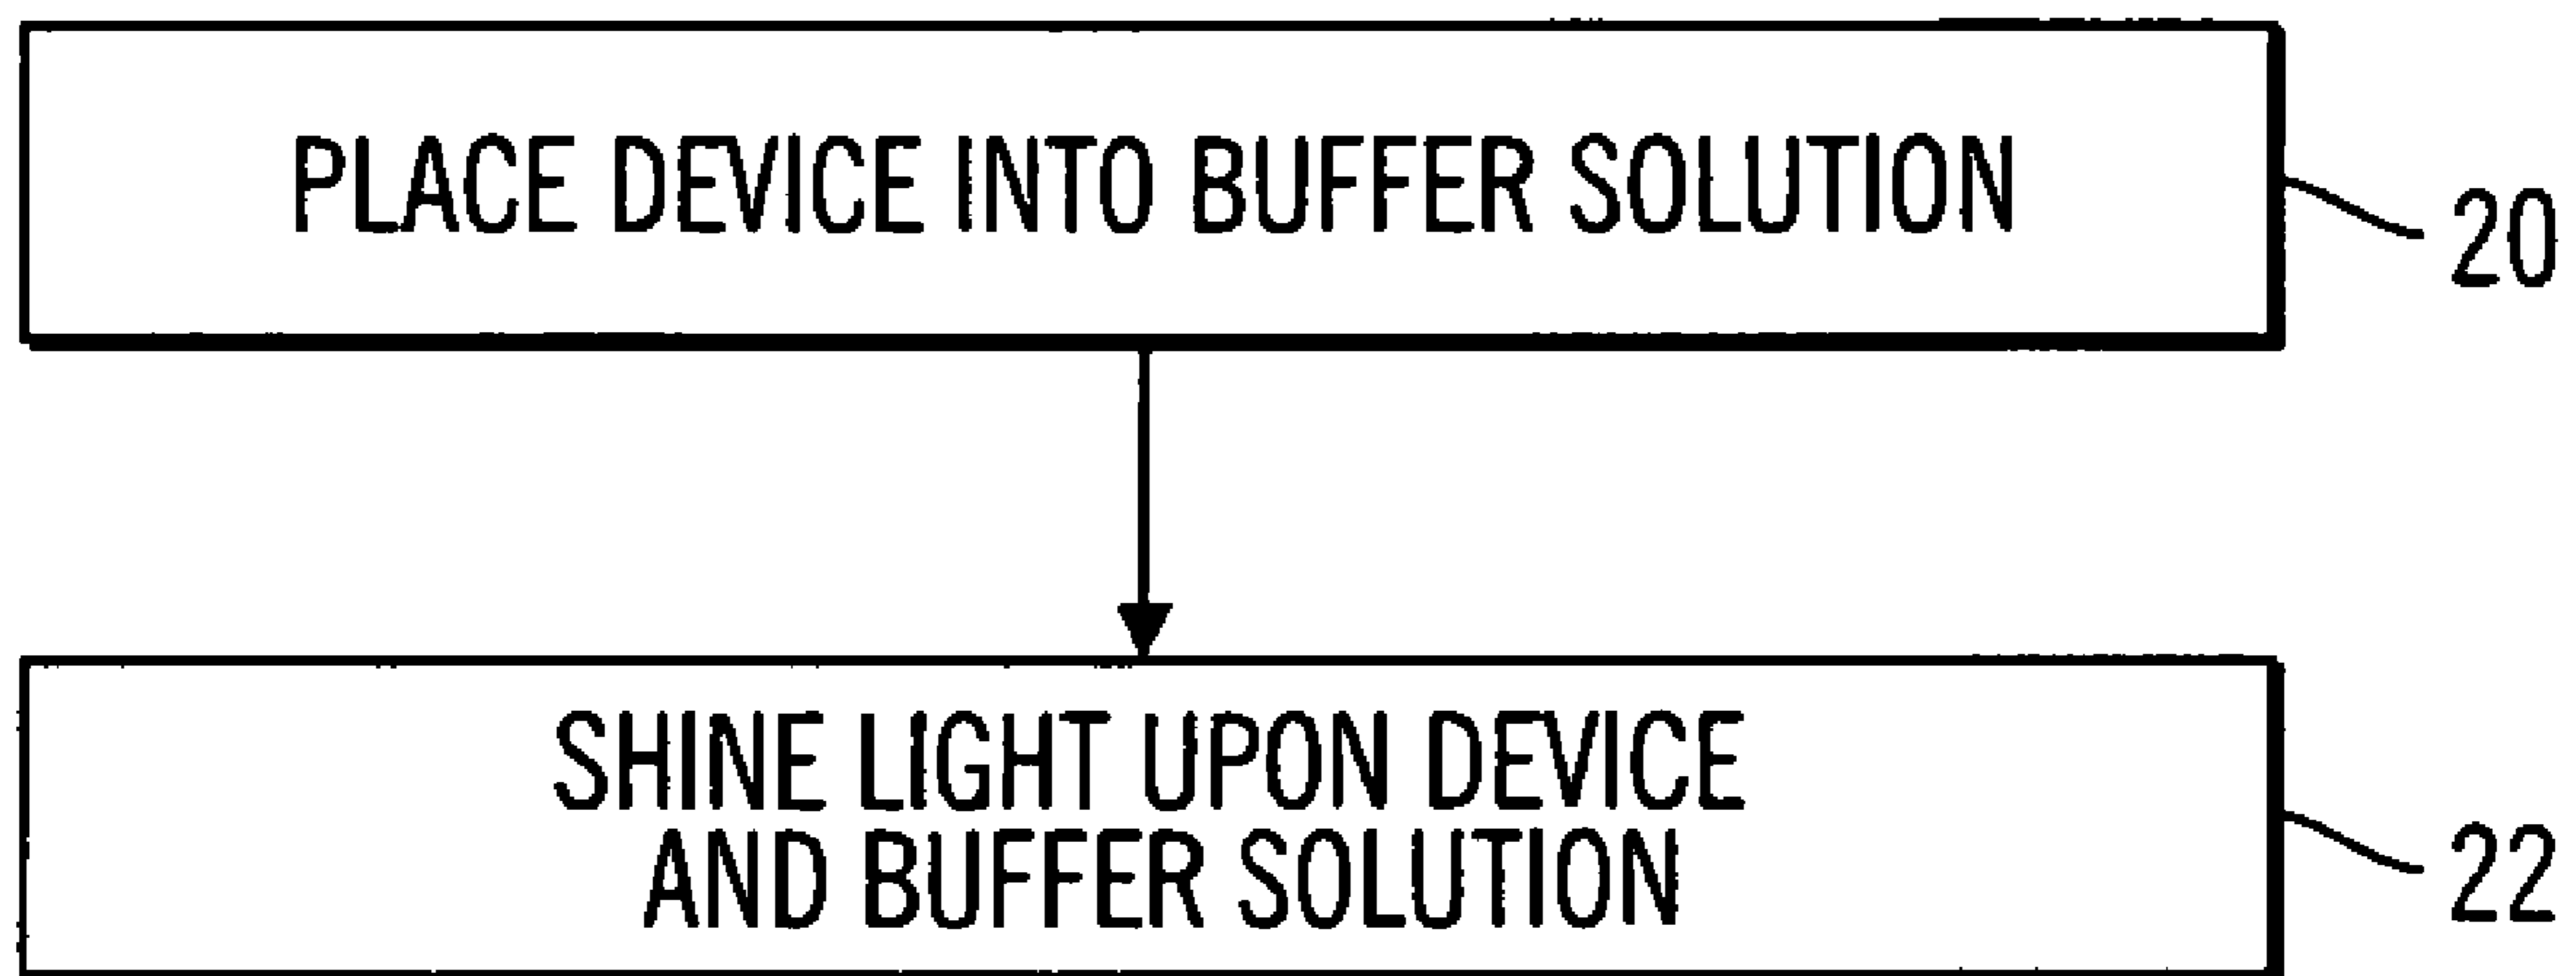 PLACE DEVICE INTO BUFFER SOLUTION
20
SHINE LIGHT UPON DEVICE
AND BUFFER SOLUTION
22